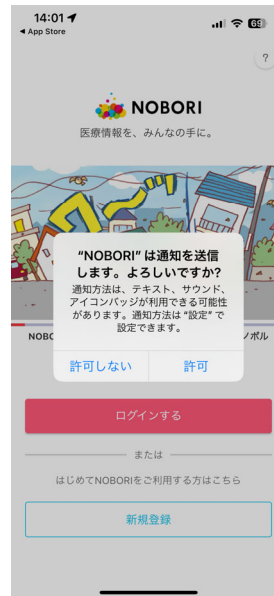 14:01
69
◀ App Store
?
NOBORI
医療情報を、みんなの手に。
“NOBORI”は通知を送信
します。よろしいですか?
通知方法は、テキスト、サウンド、
アイコンバッジが利用できる可能性
があります。通知方法は“設定”で
設定できます。
NOBO
ノボル
許可しない
許可
ログインする
または
はじめてNOBORIをご利用する方はこちら
新規登録